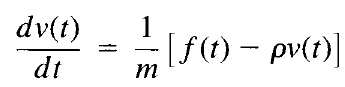 dv(t)/dt = 1/m [f(t) − ρv(t)]